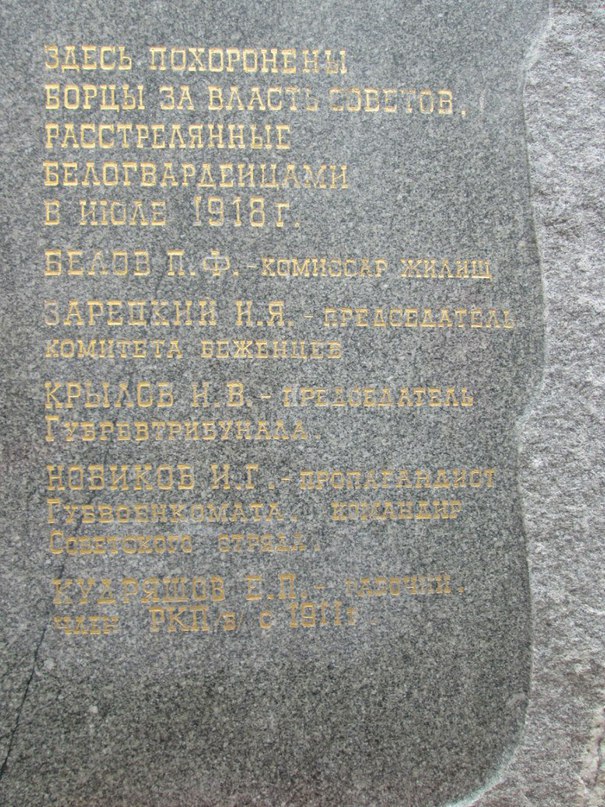 ЗДЕСЬ ПОХОРОНЕНЫ
БОРЦЫ ЗА ВЛАСТЬ СОВЕТОВ,
РАССТРЕЛЯННЫЕ
БЕЛОГВАРДЕЙЦАМИ
В ИЮЛЕ 1918 Г.
БЕЛОВ П.Ф. - КОМИССАР ЖИЛИЩ
ЗАРЕЦКИЙ Н.Я. - ПРЕДСЕДАТЕЛЬ
КОМИТЕТА БЕЖЕНЦЕВ
КРЫЛОВ Н.В. - ПРЕДСЕДАТЕЛЬ
ГУБРЕВТРИБУНАЛА.
НОВИКОВ И.Г. - ПРОПАГАНДИСТ
ГУБВОЕНКОМАТА, КОМАНДИР
СОВЕТСКОГО ОТРЯДА.
КУДРЯШОВ Е.И. - РАБОЧИЙ,
ЧЛЕН РКП/Б/ С 1911 Г